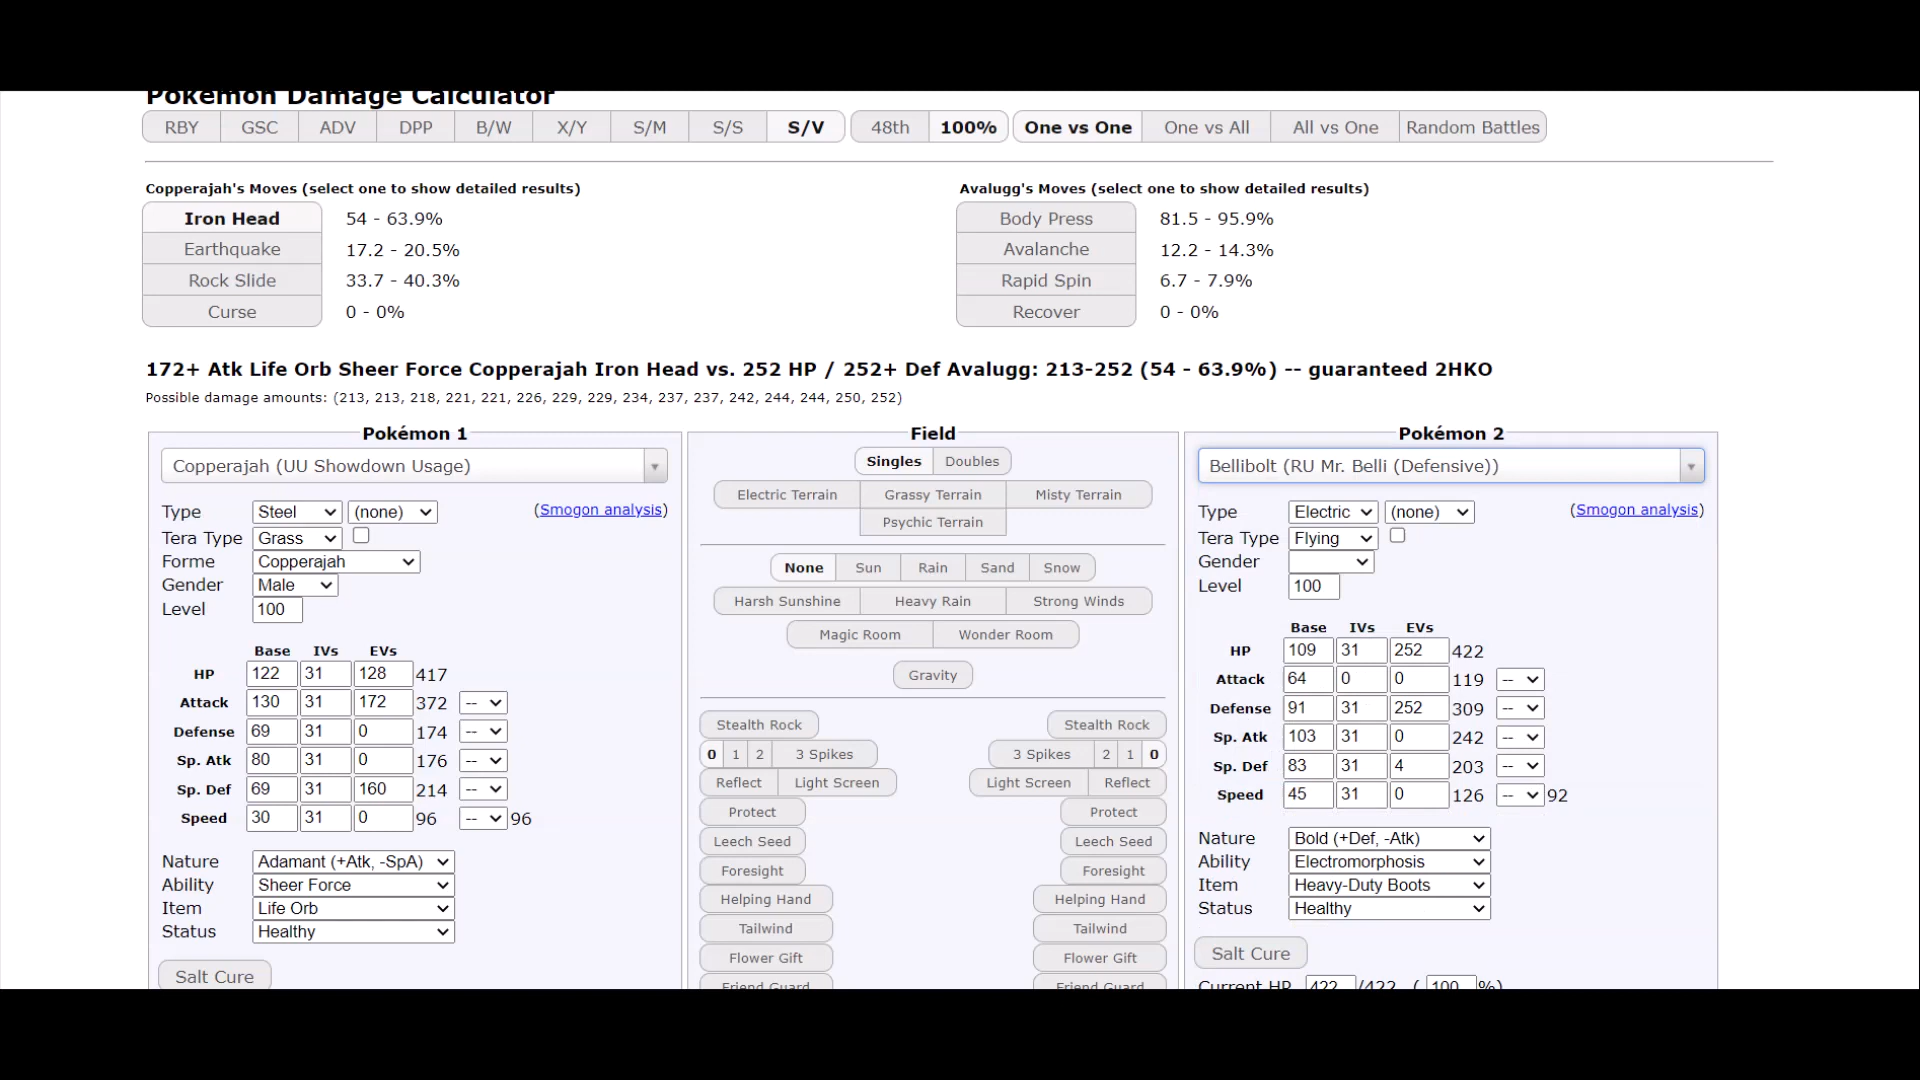 Pokémon Damage Calculator
RBY GSC ADV DPP B/W X/Y S/M S/S S/V 48th 100% One vs One One vs All All vs One Random Battles
Copperajah's Moves (select one to show detailed results)
Iron Head 54 - 63.9%
Earthquake 17.2 - 20.5%
Rock Slide 33.7 - 40.3%
Curse 0 - 0%
Avalugg's Moves (select one to show detailed results)
Body Press 81.5 - 95.9%
Avalanche 12.2 - 14.3%
Rapid Spin 6.7 - 7.9%
Recover 0 - 0%
172+ Atk Life Orb Sheer Force Copperajah Iron Head vs. 252 HP / 252+ Def Avalugg: 213-252 (54 - 63.9%) -- guaranteed 2HKO
Possible damage amounts: (213, 213, 218, 221, 221, 226, 229, 229, 234, 237, 237, 242, 244, 244, 250, 252)
Pokémon 1
Copperajah (UU Showdown Usage)
Type Steel (none) (Smogon analysis)
Tera Type Grass
Forme Copperajah
Gender Male
Level 100
Base IVs EVs
HP 122 31 128 417
Attack 130 31 172 372 --
Defense 69 31 0 174 --
Sp. Atk 80 31 0 176 --
Sp. Def 69 31 160 214 --
Speed 30 31 0 96 -- 96
Nature Adamant (+Atk, -SpA)
Ability Sheer Force
Item Life Orb
Status Healthy
Salt Cure
Field
Singles Doubles
Electric Terrain Grassy Terrain Misty Terrain
Psychic Terrain
None Sun Rain Sand Snow
Harsh Sunshine Heavy Rain Strong Winds
Magic Room Wonder Room
Gravity
Stealth Rock Stealth Rock
0 1 2 3 Spikes 3 Spikes 2 1 0
Reflect Light Screen Light Screen Reflect
Protect Protect
Leech Seed Leech Seed
Foresight Foresight
Helping Hand Helping Hand
Tailwind Tailwind
Flower Gift Flower Gift
Friend Guard Friend Guard
Pokémon 2
Bellibolt (RU Mr. Belli (Defensive))
Type Electric (none) (Smogon analysis)
Tera Type Flying
Gender
Level 100
Base IVs EVs
HP 109 31 252 422
Attack 64 0 0 119 --
Defense 91 31 252 309 --
Sp. Atk 103 31 0 242 --
Sp. Def 83 31 4 203 --
Speed 45 31 0 126 -- 92
Nature Bold (+Def, -Atk)
Ability Electromorphosis
Item Heavy-Duty Boots
Status Healthy
Salt Cure
Current HP 422 /422 ( 100 %)